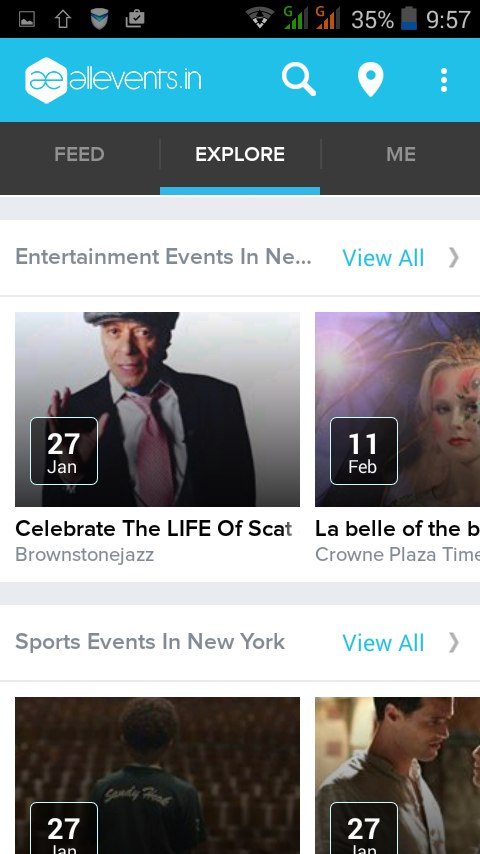 G G 35% 9:57
ae allevents.in
FEED EXPLORE ME
Entertainment Events In Ne... View All
27 11
Jan Feb
Celebrate The LIFE Of Scat La belle of the b
Brownstonejazz Crowne Plaza Time
Sports Events In New York View All
Sandy Hook
27 27
Jan Jan